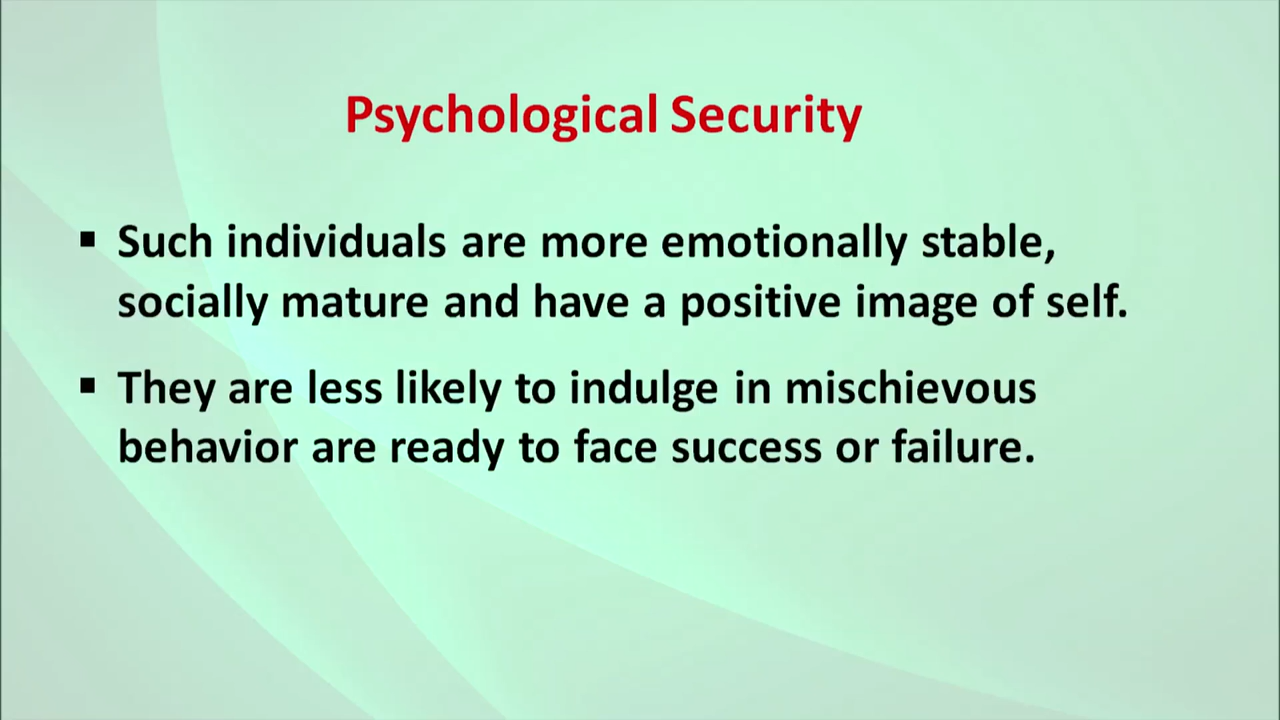 Psychological Security
▪ Such individuals are more emotionally stable,
socially mature and have a positive image of self.
▪ They are less likely to indulge in mischievous
behavior are ready to face success or failure.